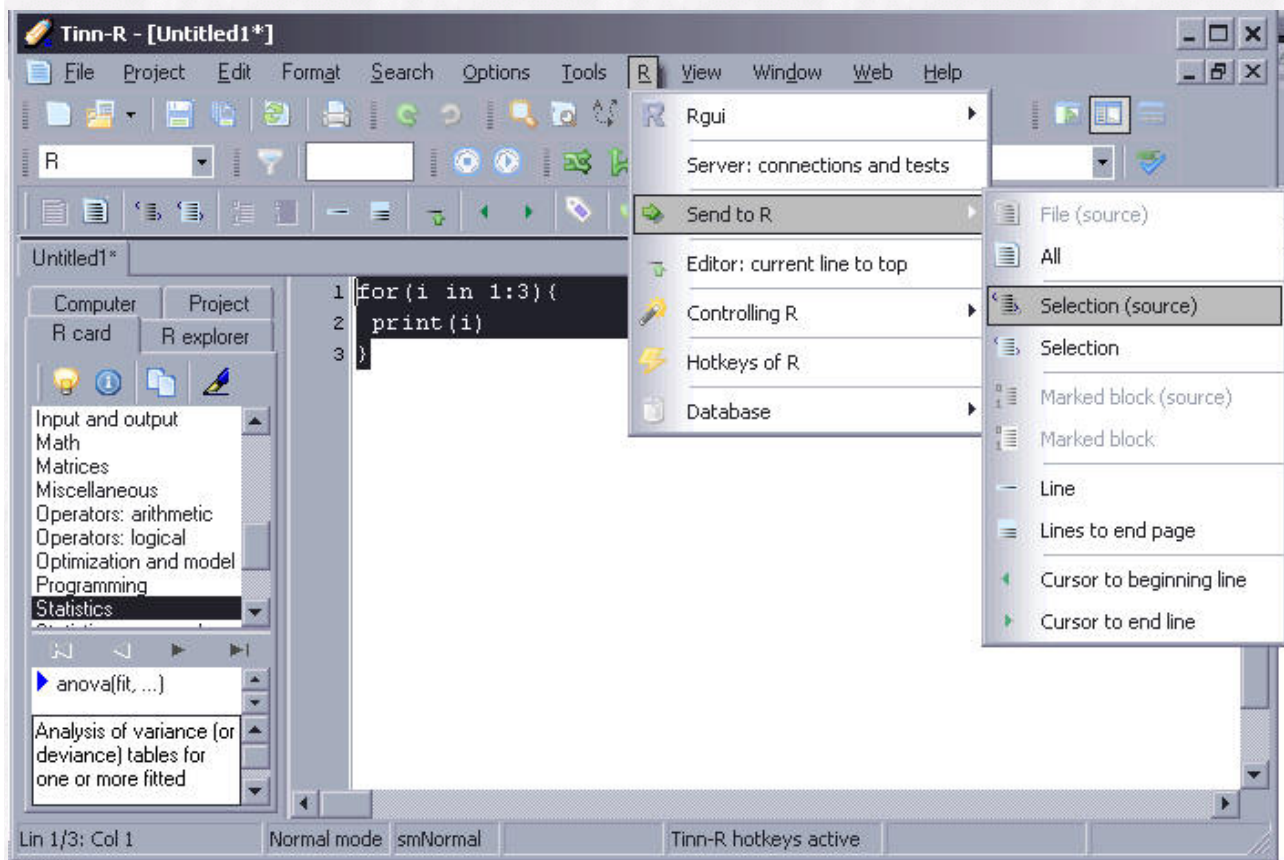 Tinn-R - [Untitled1*]
File Project Edit Format Search Options Tools R View Window Web Help
R
Untitled1*
Computer Project
R card R explorer
Input and output
Math
Matrices
Miscellaneous
Operators: arithmetic
Operators: logical
Optimization and model
Programming
Statistics
anova(fit, ...)
Analysis of variance (or
deviance) tables for
one or more fitted
1 for(i in 1:3){
2 print(i)
3 }
Rgui
Server: connections and tests
Send to R
Editor: current line to top
Controlling R
Hotkeys of R
Database
File (source)
All
Selection (source)
Selection
Marked block (source)
Marked block
Line
Lines to end page
Cursor to beginning line
Cursor to end line
Lin 1/3: Col 1 Normal mode smNormal Tinn-R hotkeys active